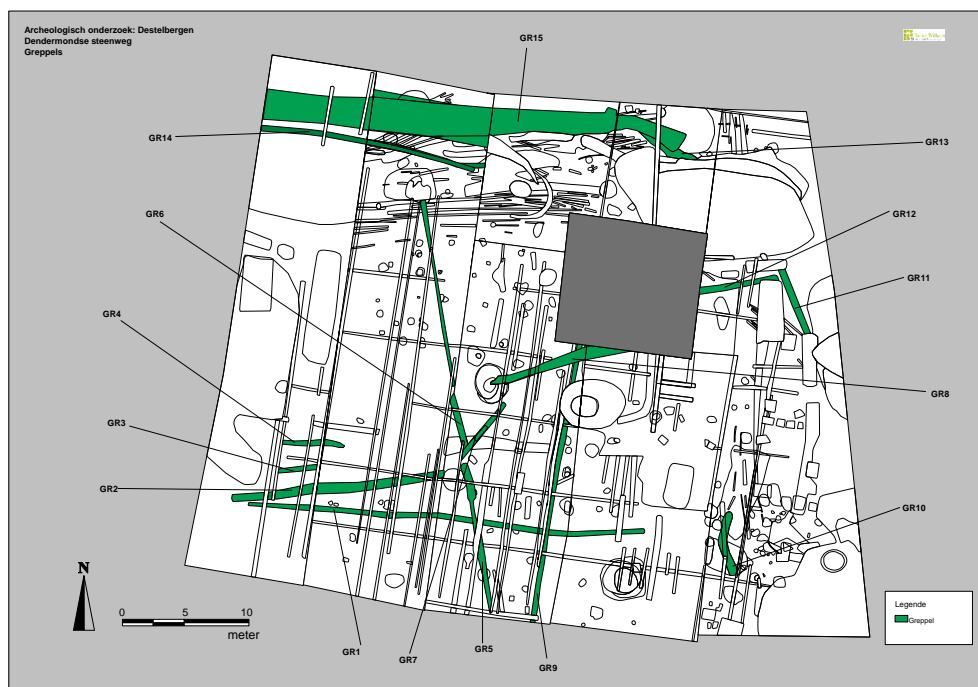 Archeologisch onderzoek: Destelbergen
Dendermondse steenweg
Greppels
GR15
GR14
GR13
GR6
GR12
GR11
GR4
GR8
GR3
GR2
GR10
N
0 5 10
meter
Legende
Greppel
GR1
GR7
GR5
GR9